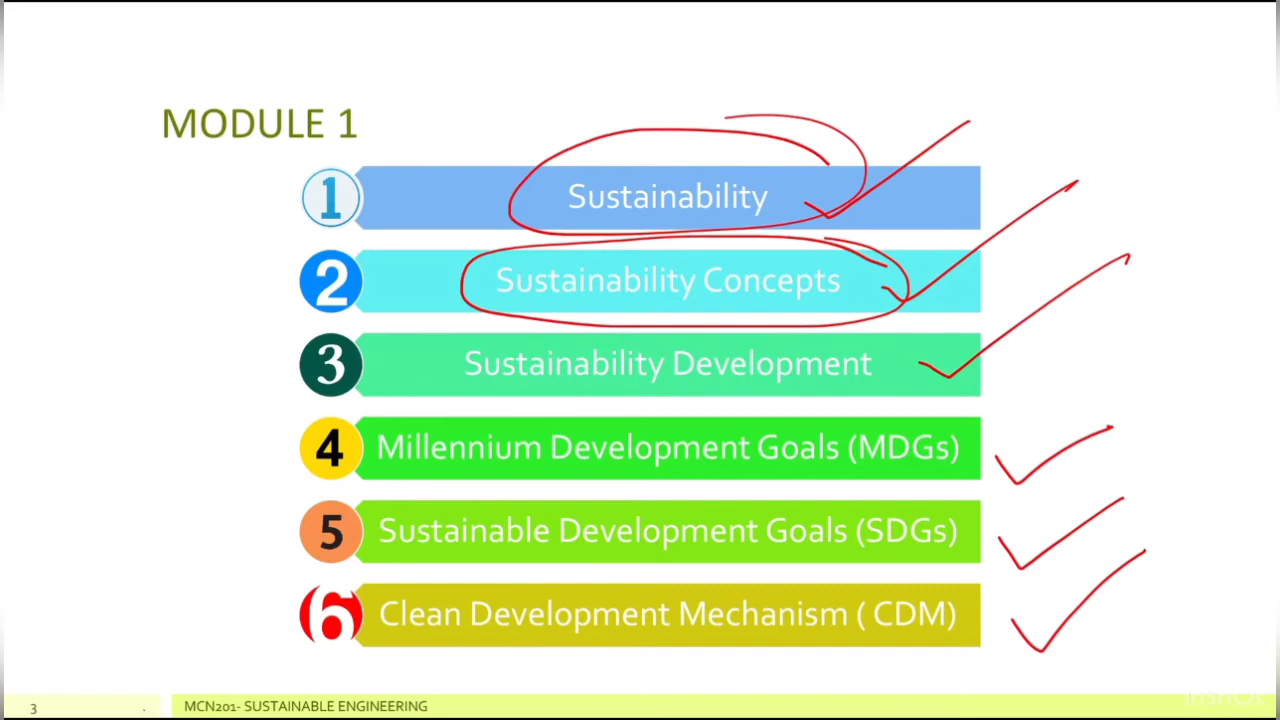 MODULE 1
1 Sustainability
2 Sustainability Concepts
3 Sustainability Development
4 Millennium Development Goals (MDGs)
5 Sustainable Development Goals (SDGs)
6 Clean Development Mechanism ( CDM)
3 . MCN201- SUSTAINABLE ENGINEERING
InShOt